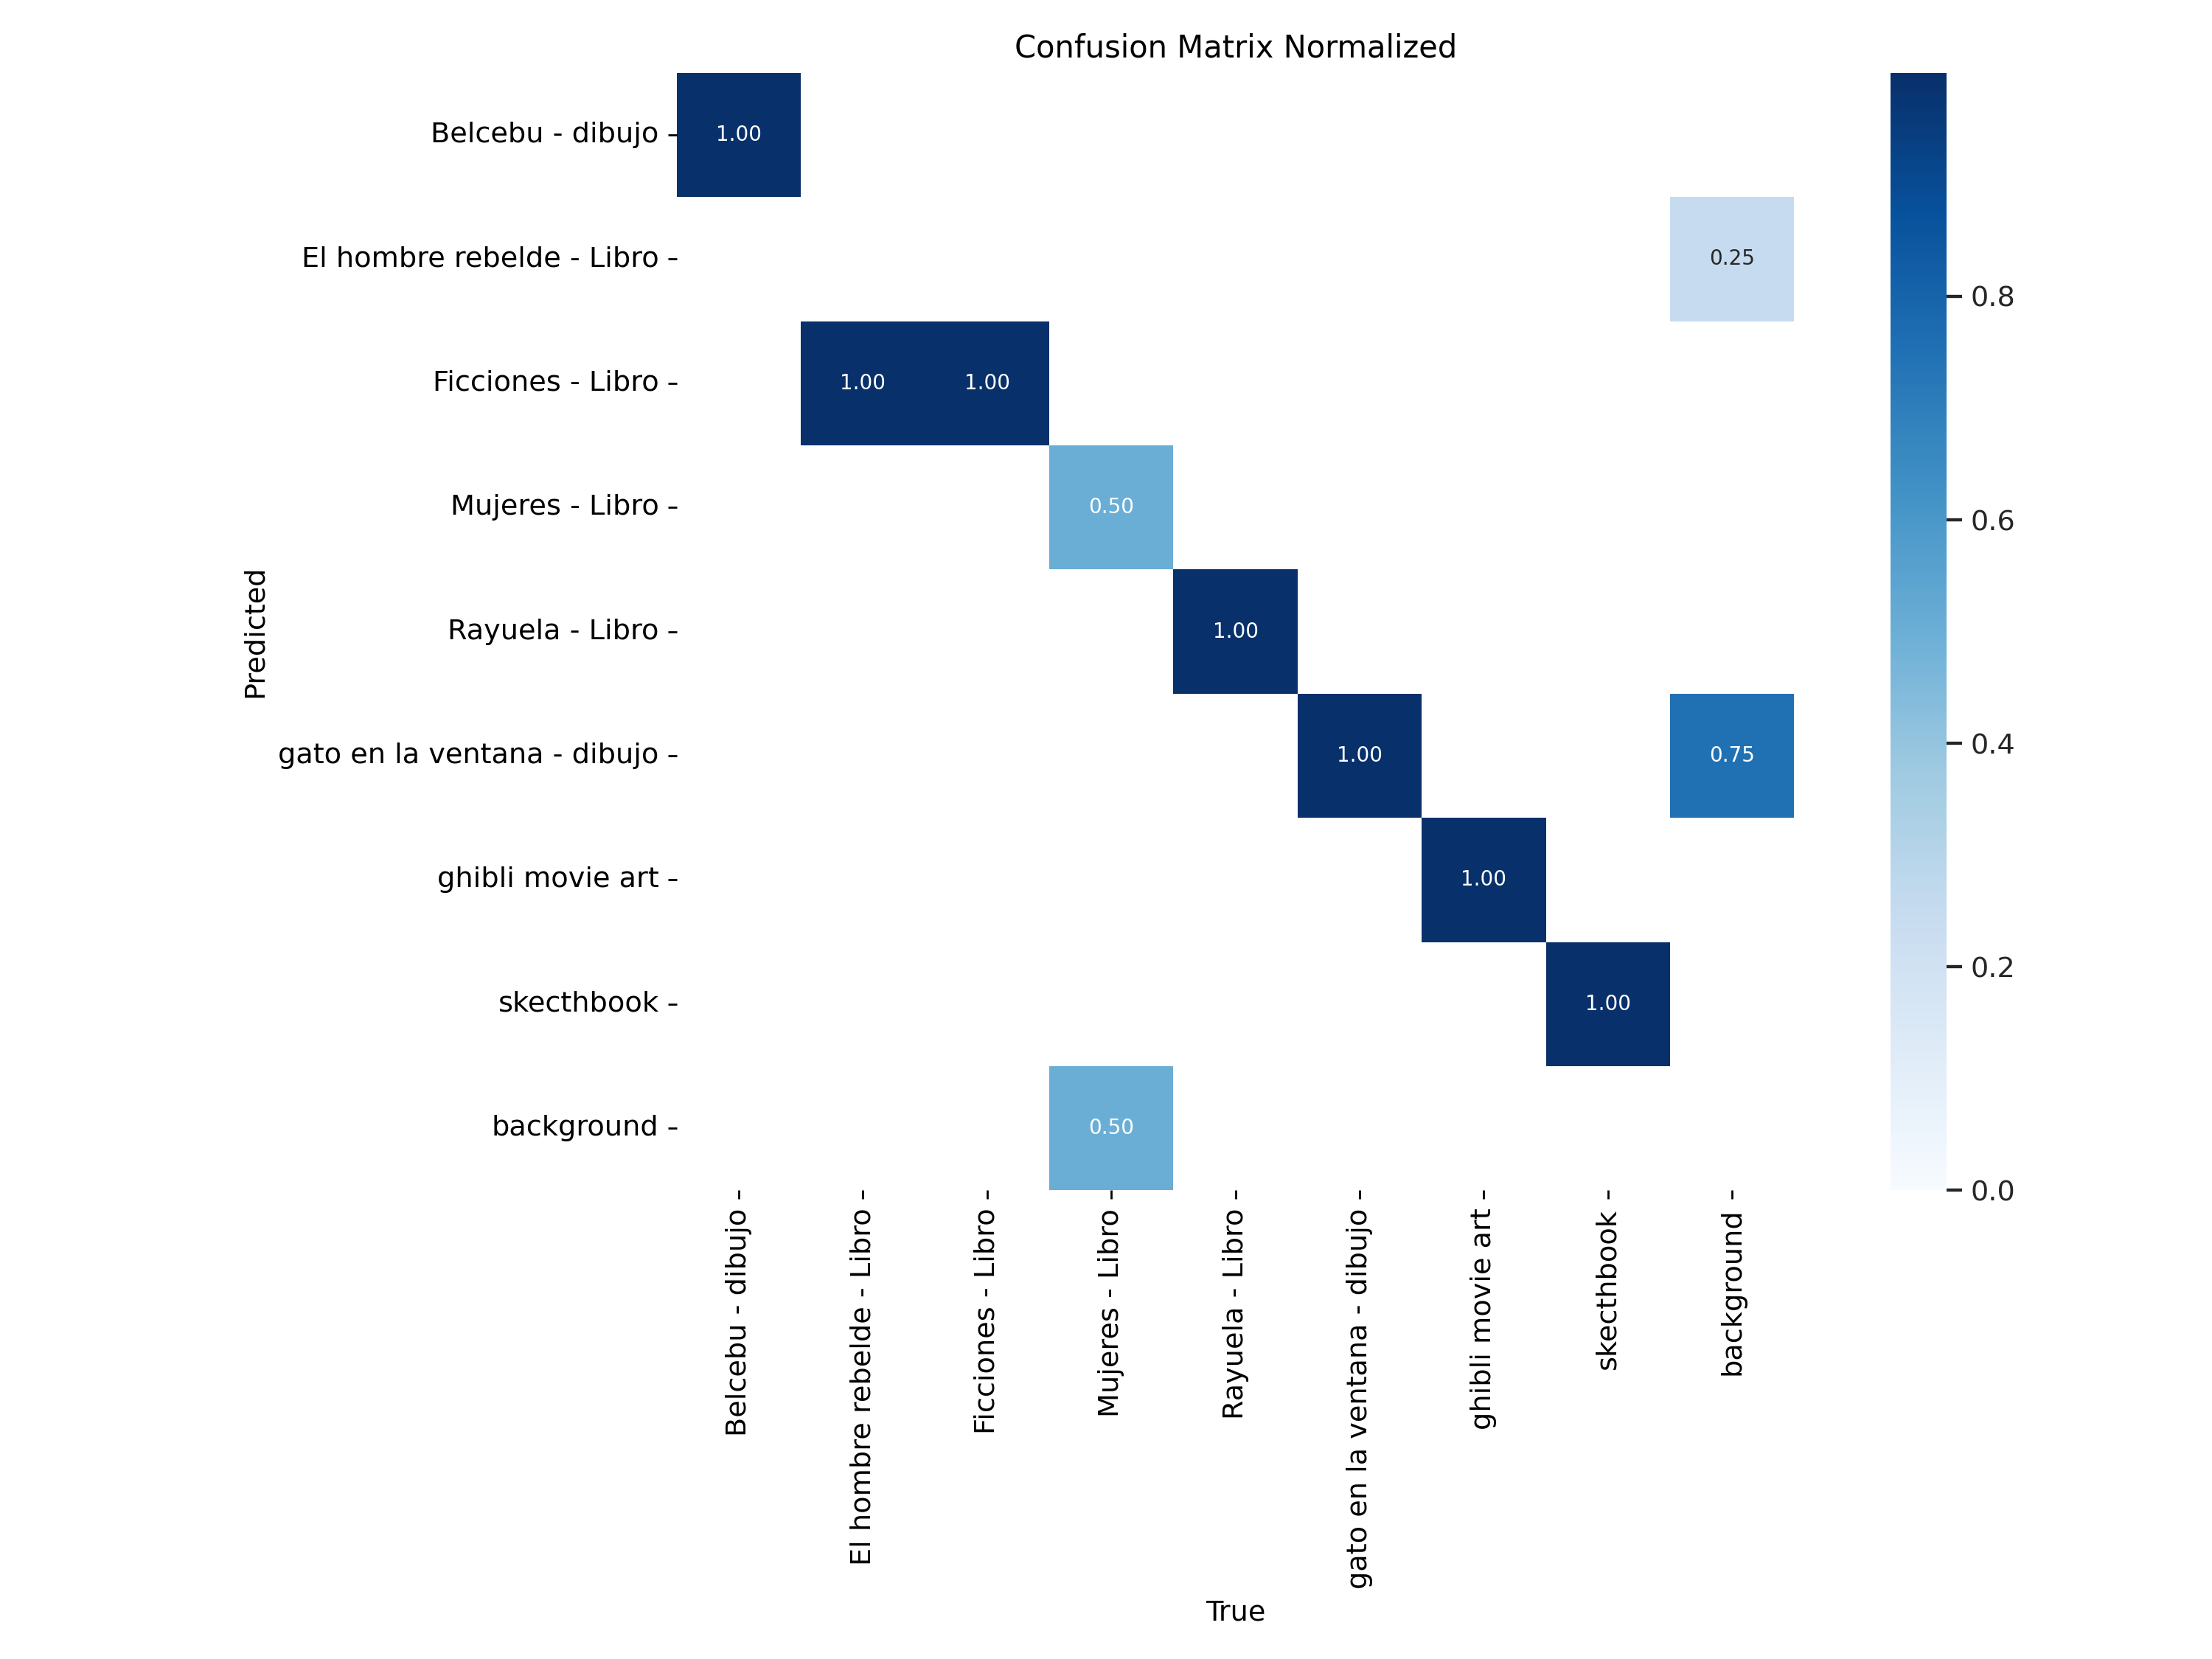 Confusion Matrix Normalized
Belcebu - dibujo
1.00
El hombre rebelde - Libro
0.25
0.8
Ficciones - Libro
1.00 1.00
Mujeres - Libro
0.50
0.6
Predicted
Rayuela - Libro
1.00
gato en la ventana - dibujo
1.00 0.75
0.4
ghibli movie art
1.00
0.2
skecthbook
1.00
background
0.50
0.0
Belcebu - dibujo
El hombre rebelde - Libro
Ficciones - Libro
Mujeres - Libro
Rayuela - Libro
gato en la ventana - dibujo
ghibli movie art
skecthbook
background
True